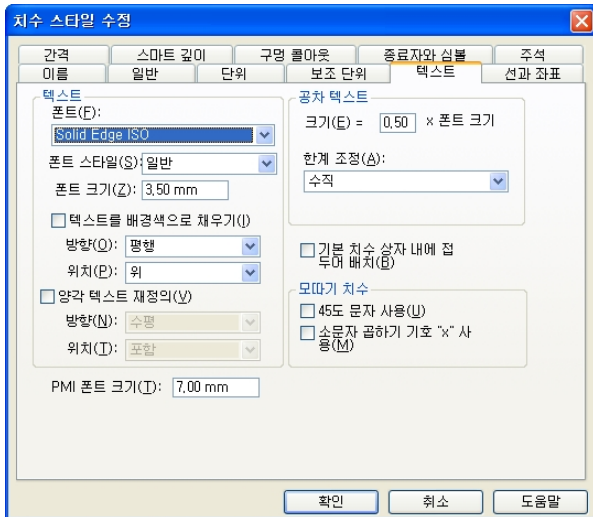 치수 스타일 수정
간격 스마트 깊이 구멍 콜아웃 종료자와 심볼 주석
이름 일반 단위 보조 단위 텍스트 선과 좌표
텍스트
폰트(F):
Solid Edge ISO
폰트 스타일(S): 일반
폰트 크기(Z): 3,50 mm
텍스트를 배경색으로 채우기(I)
방향(O): 평행
위치(P): 위
양각 텍스트 재정의(V)
방향(N): 수평
위치(T): 포함
PMI 폰트 크기(T): 7,00 mm
공차 텍스트
크기(E) = 0,50 x 폰트 크기
한계 조정(A):
수직
기본 치수 상자 내에 접
두어 배치(B)
모따기 치수
45도 문자 사용(U)
소문자 곱하기 기호 "x" 사
용(M)
확인 취소 도움말